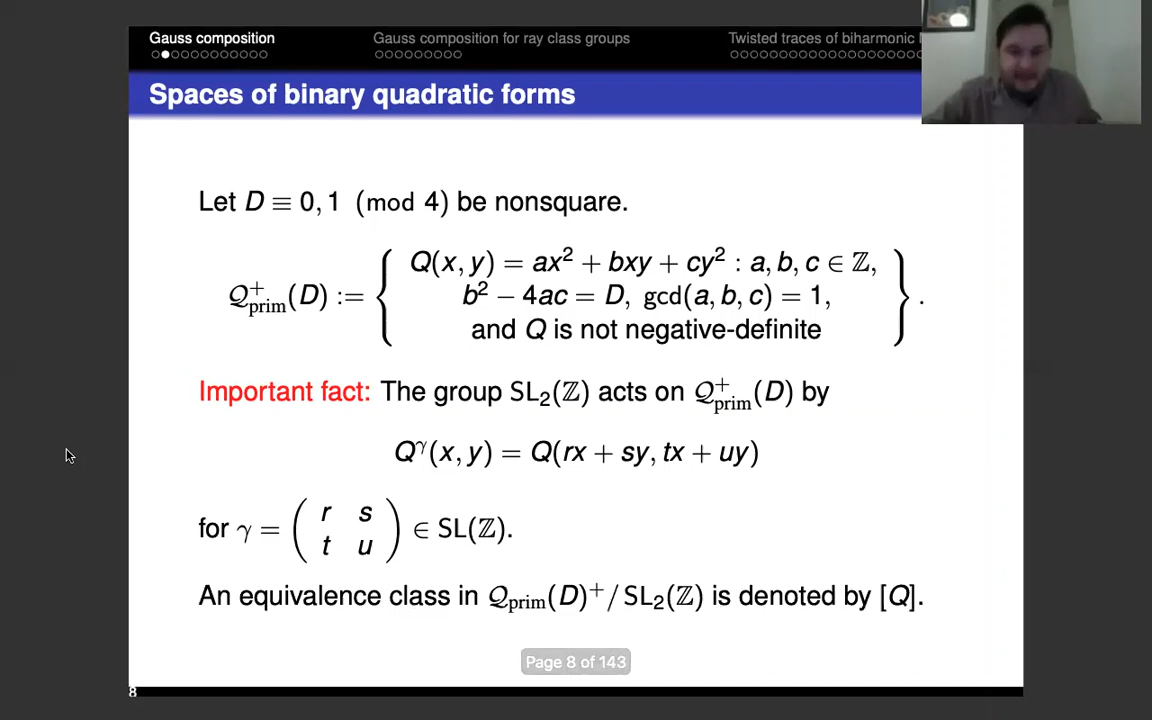 Gauss composition Gauss composition for ray class groups Twisted traces of biharmonic
Spaces of binary quadratic forms
Let D ≡ 0, 1 (mod 4) be nonsquare.
Q(x, y) = ax² + bxy + cy² : a, b, c ∈ ℤ,
𝒬⁺prim(D) := { b² − 4ac = D, gcd(a, b, c) = 1, } .
and Q is not negative-definite
Important fact: The group SL₂(ℤ) acts on 𝒬⁺prim(D) by
Q^γ(x, y) = Q(rx + sy, tx + uy)
for γ = ( r s
t u ) ∈ SL(ℤ).
An equivalence class in 𝒬prim(D)⁺/SL₂(ℤ) is denoted by [Q].
Page 8 of 143
8